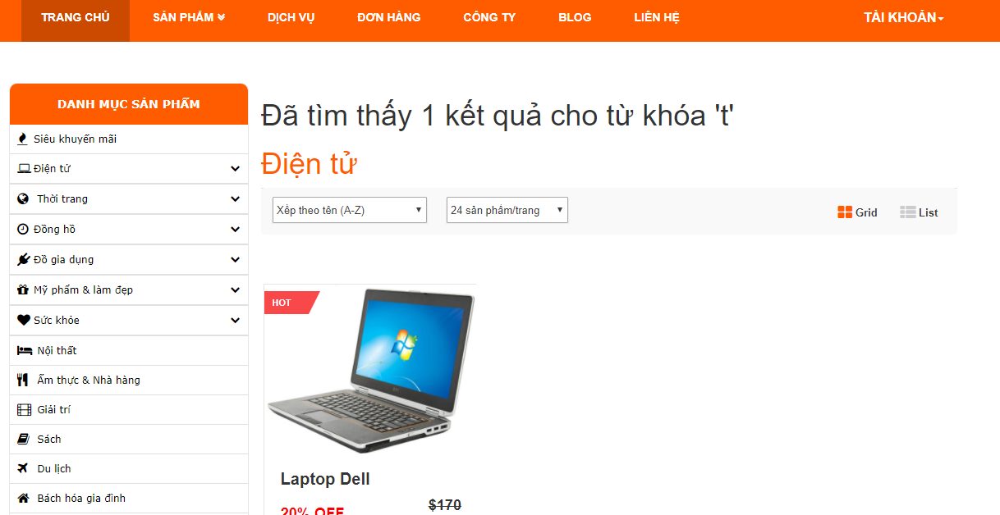 TRANG CHỦ SẢN PHẨM DỊCH VỤ ĐƠN HÀNG CÔNG TY BLOG LIÊN HỆ TÀI KHOẢN
DANH MỤC SẢN PHẨM
Siêu khuyến mãi
Điện tử
Thời trang
Đồng hồ
Đồ gia dụng
Mỹ phẩm & làm đẹp
Sức khỏe
Nội thất
Ẩm thực & Nhà hàng
Giải trí
Sách
Du lịch
Bách hóa gia đình
Đã tìm thấy 1 kết quả cho từ khóa 't'
Điện tử
Xếp theo tên (A-Z) 24 sản phẩm/trang Grid List
HOT
Laptop Dell
20% OFF $170